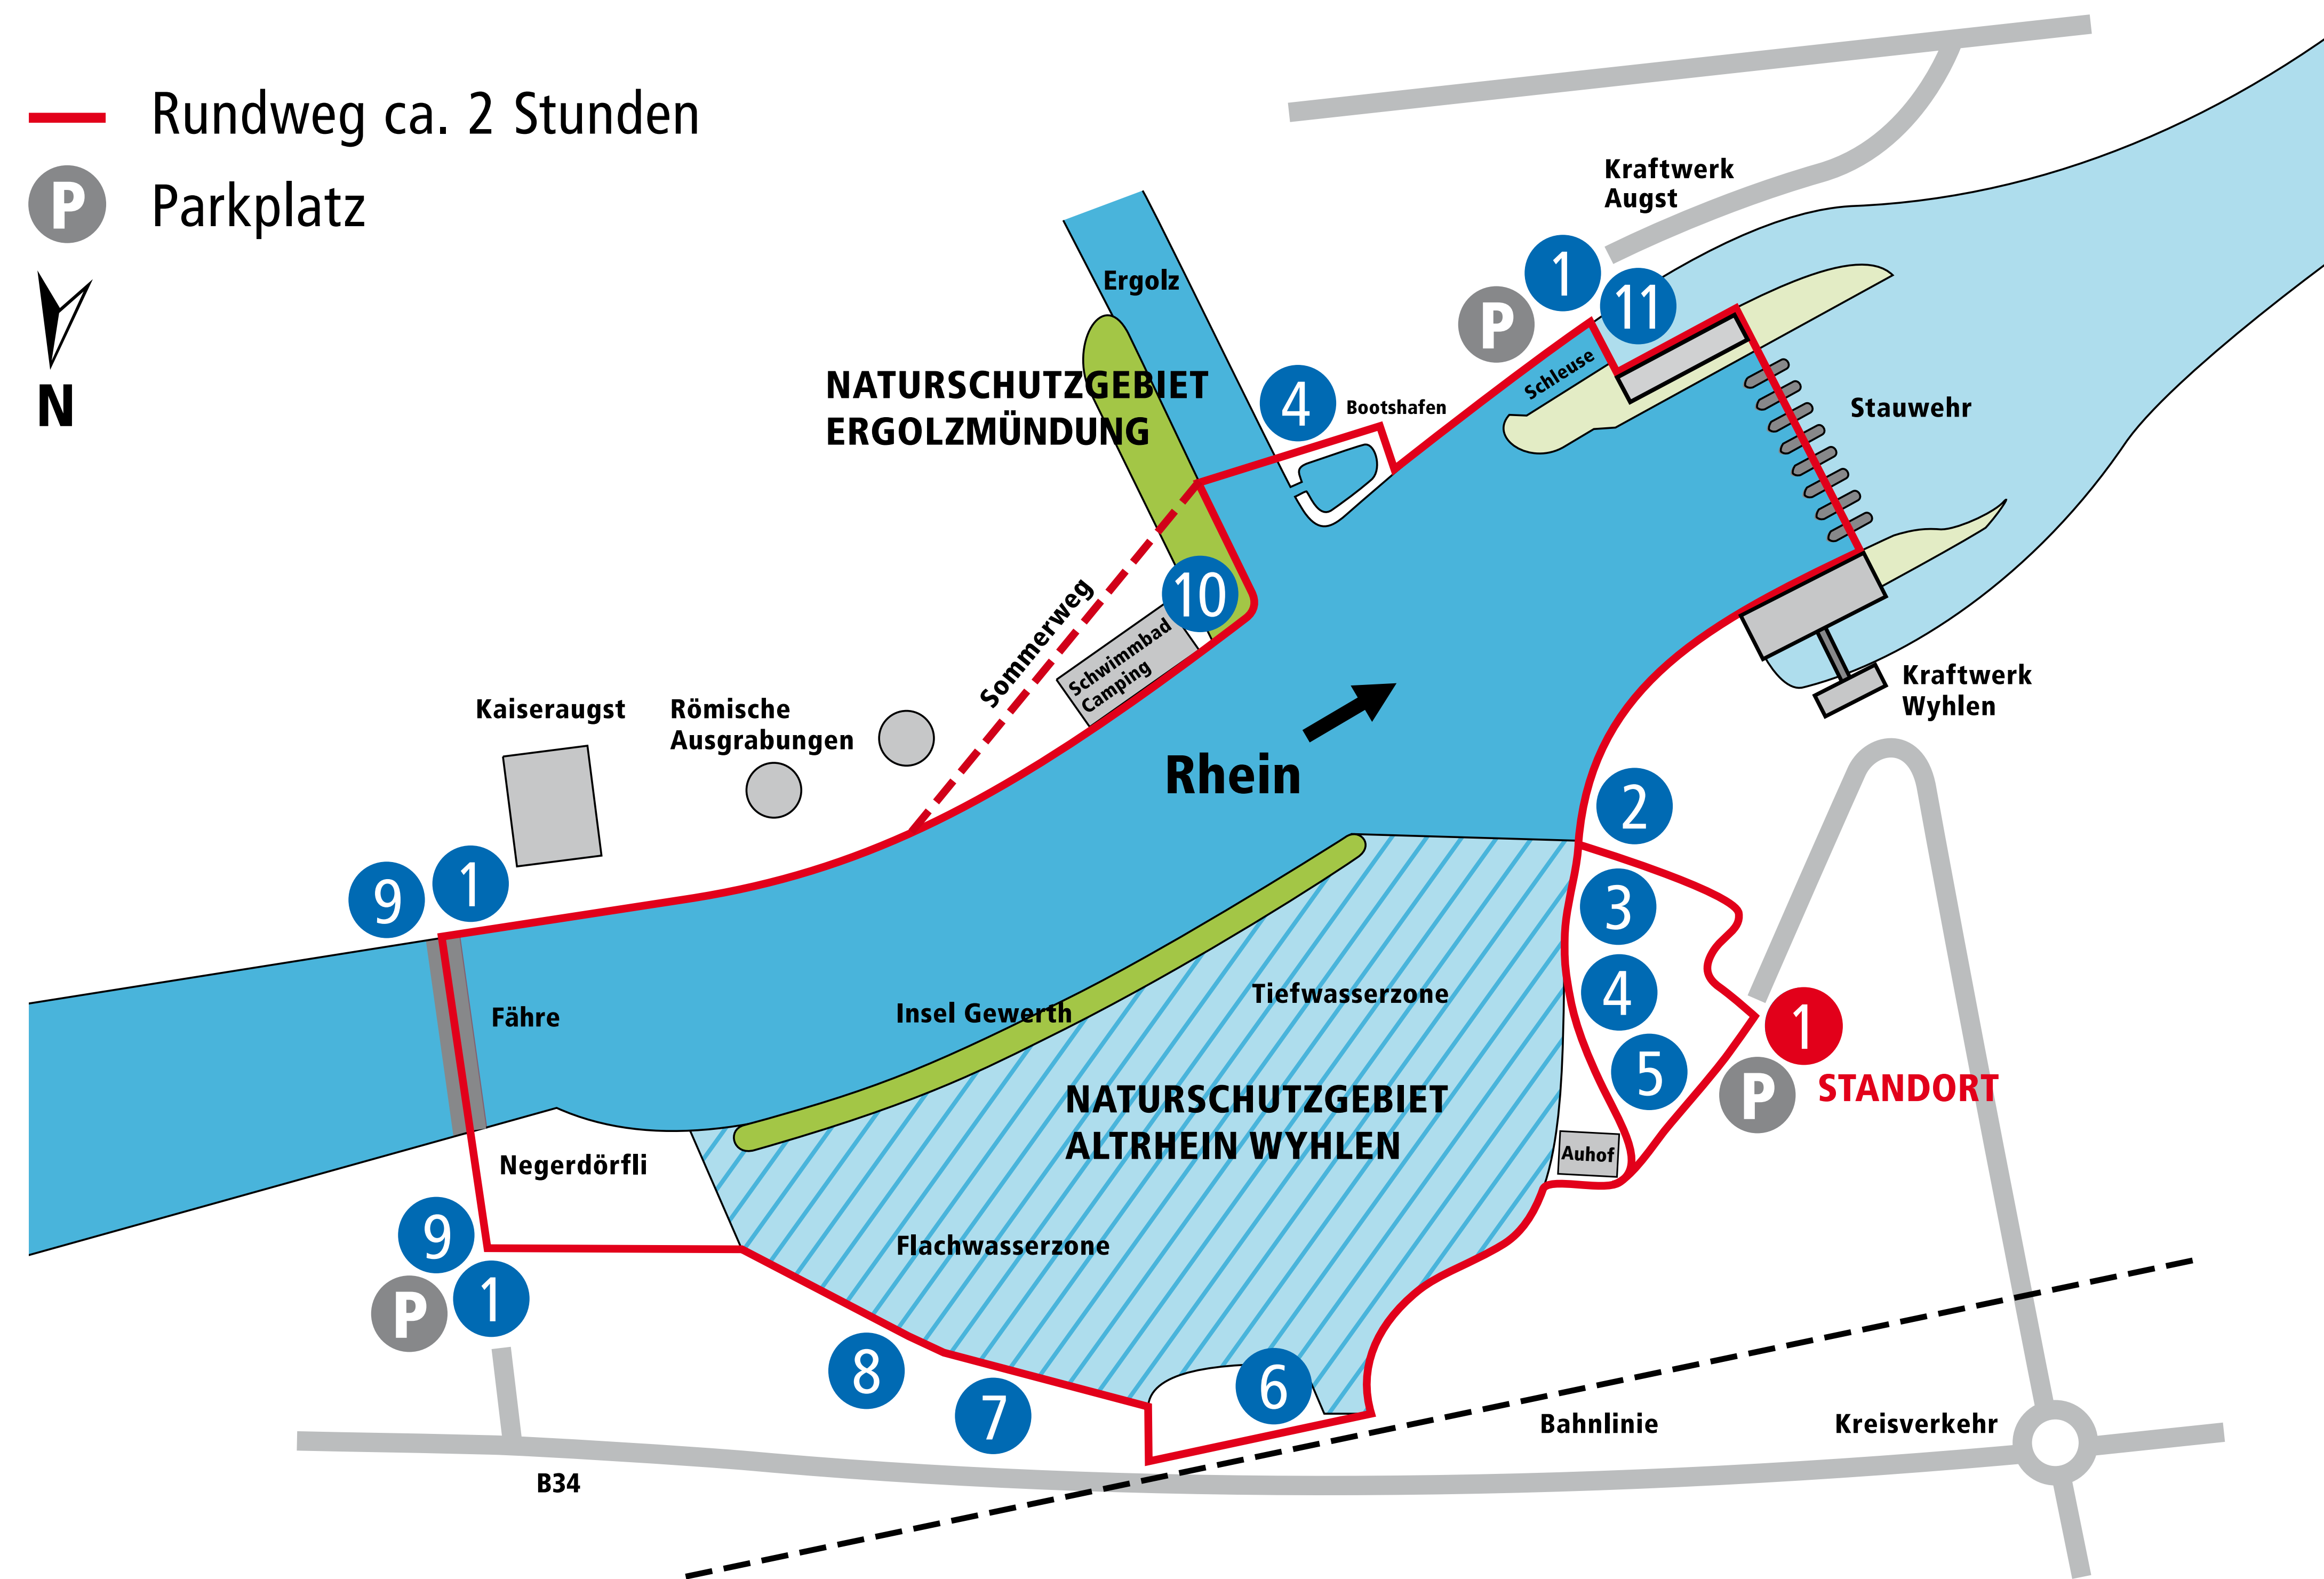 Rundweg ca. 2 Stunden
P
Parkplatz
N
Kraftwerk
Augst
Ergolz
1
11
P
Schleuse
NATURSCHUTZGEBIET
ERGOLZMÜNDUNG
4
Bootshafen
Stauwehr
10
Sommerweg
Schwimmbad
Camping
Kraftwerk
Wyhlen
Kaiseraugst
Römische
Ausgrabungen
Rhein
2
9
1
3
Fähre
Insel Gewerth
Tiefwasserzone
4
1
5
P
STANDORT
NATURSCHUTZGEBIET
ALTRHEIN WYHLEN
Auhof
Negerdörfli
9
Flachwasserzone
P
1
8
7
6
Bahnlinie
Kreisverkehr
B34